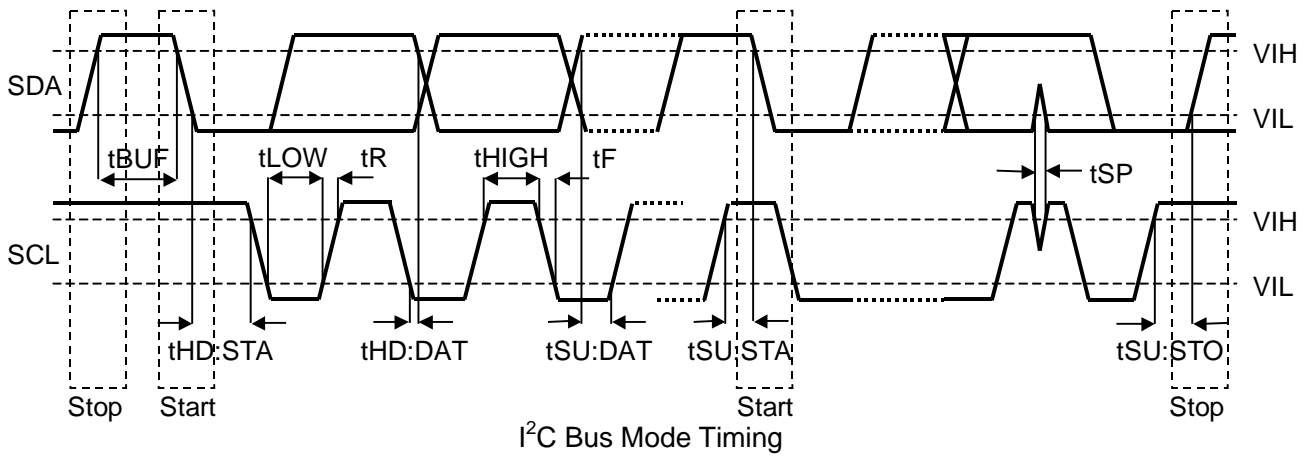 VIH
SDA
VIL
tBUF
tLOW
tR
tHIGH
tF
tSP
VIH
SCL
VIL
tHD:STA
tHD:DAT
tSU:DAT
tSU:STA
tSU:STO
Stop
Start
Start
Stop
I²C Bus Mode Timing